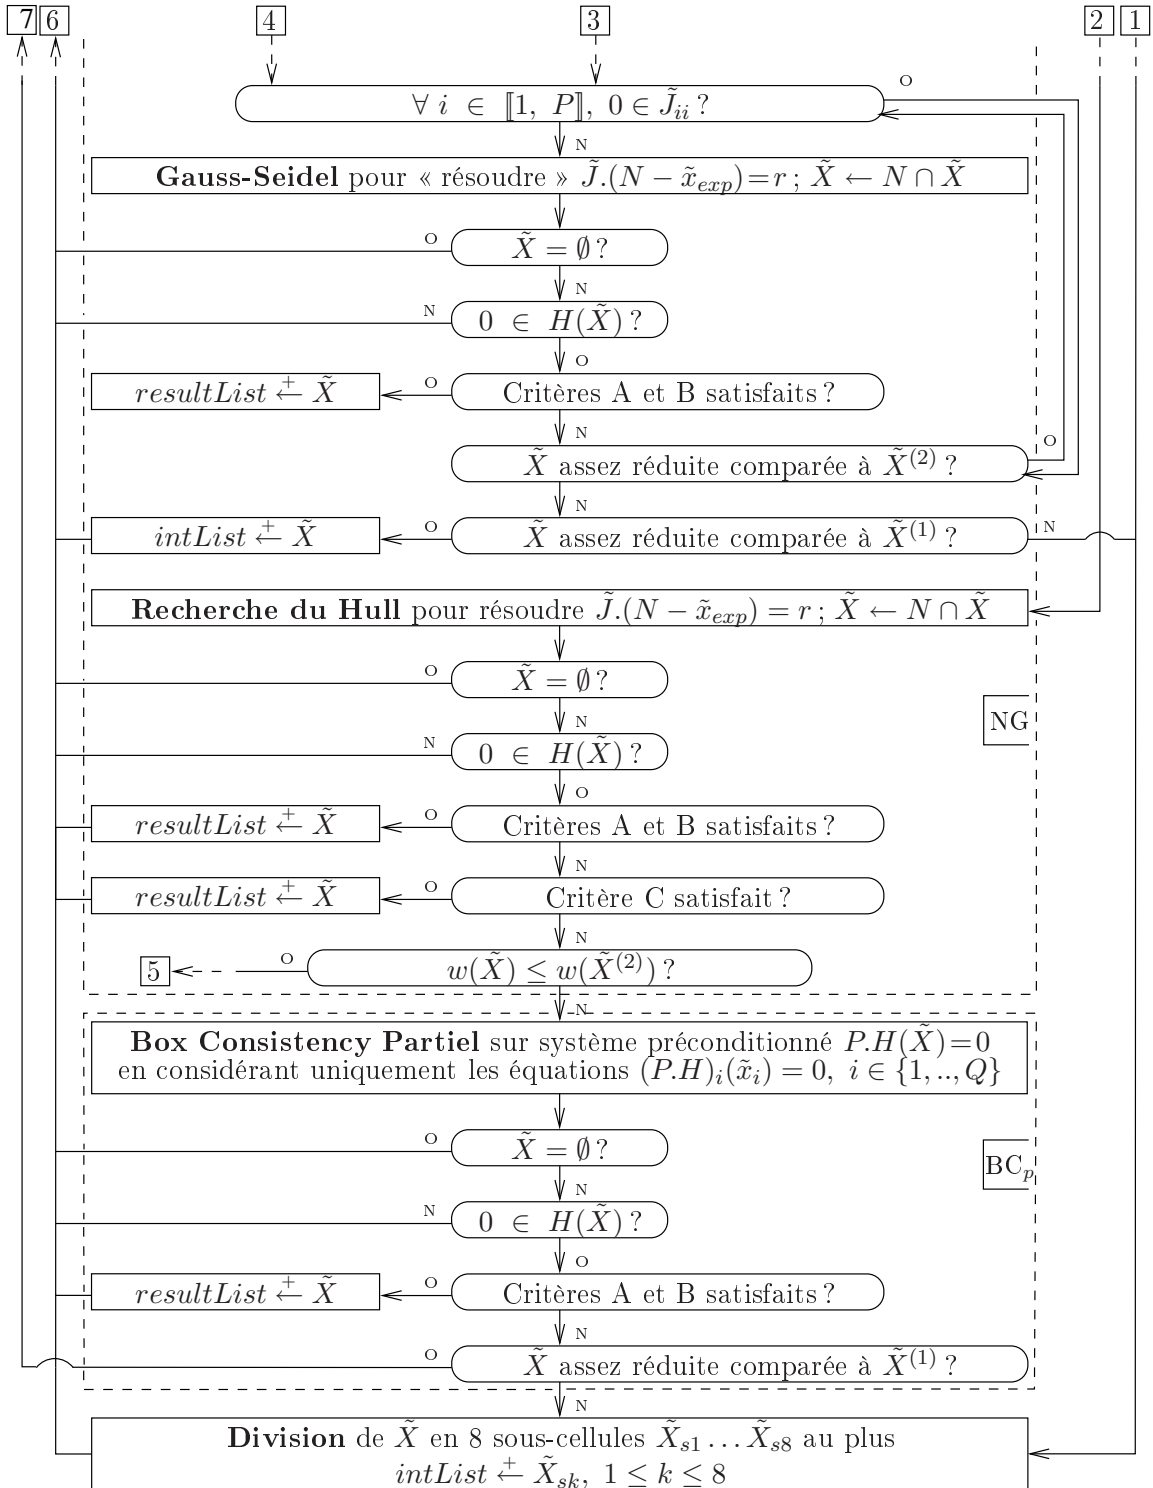 7 6 4 3 2 1
O
∀ i ∈ ⟦1, P⟧, 0 ∈ J̃ii ?
N
Gauss-Seidel pour « résoudre » J̃.(N − x̃exp)=r ; X̃ ← N ∩ X̃
O
X̃ = ∅ ?
N
N
0 ∈ H(X̃) ?
O
resultList ←⁺ X̃
O
Critères A et B satisfaits ?
N
O
X̃ assez réduite comparée à X̃(2) ?
N
intList ←⁺ X̃
O
X̃ assez réduite comparée à X̃(1) ?
N
Recherche du Hull pour résoudre J̃.(N − x̃exp) = r ; X̃ ← N ∩ X̃
O
X̃ = ∅ ?
NG
N
N
0 ∈ H(X̃) ?
O
resultList ←⁺ X̃
O
Critères A et B satisfaits ?
N
resultList ←⁺ X̃
O
Critère C satisfait ?
N
5
O
w(X̃) ≤ w(X̃(2)) ?
N
Box Consistency Partiel sur système préconditionné P.H(X̃)=0
en considérant uniquement les équations (P.H)i(x̃i) = 0, i ∈ {1,..,Q}
O
X̃ = ∅ ?
BCp
N
N
0 ∈ H(X̃) ?
O
resultList ←⁺ X̃
O
Critères A et B satisfaits ?
N
O
X̃ assez réduite comparée à X̃(1) ?
N
Division de X̃ en 8 sous-cellules X̃s1 … X̃s8 au plus
intList ←⁺ X̃sk, 1 ≤ k ≤ 8